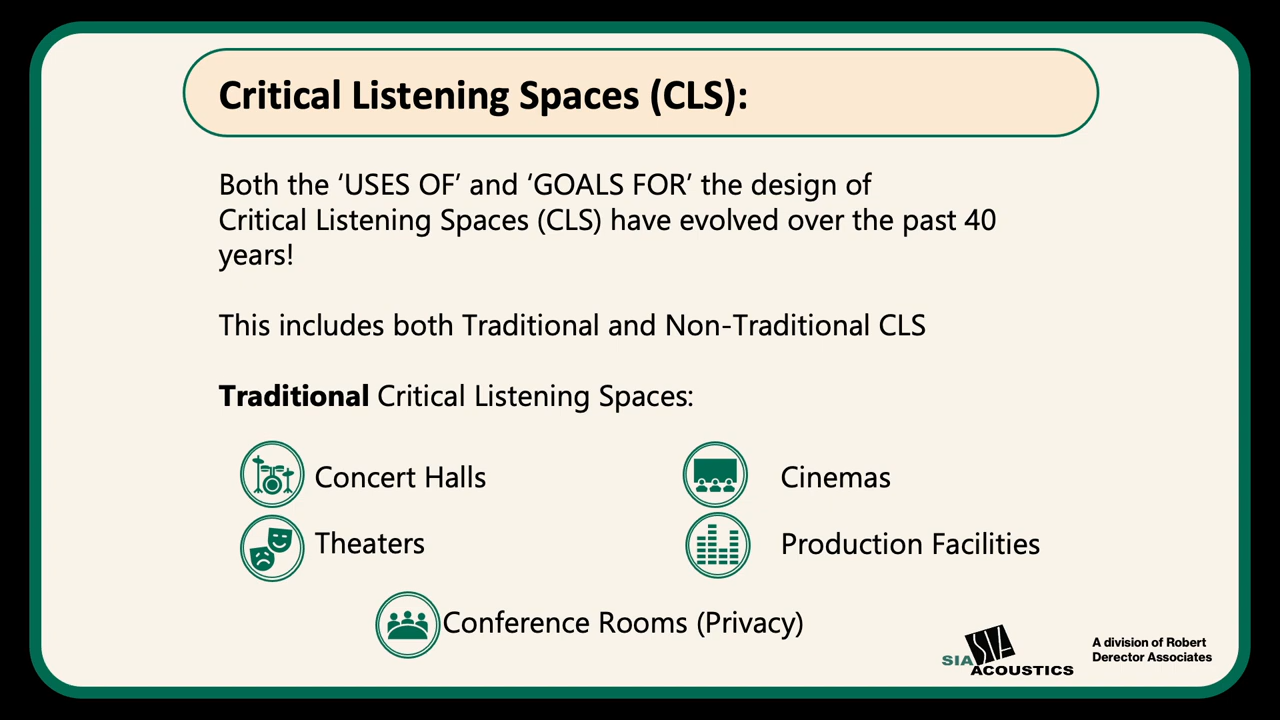 Critical Listening Spaces (CLS):
Both the ‘USES OF’ and ‘GOALS FOR’ the design of
Critical Listening Spaces (CLS) have evolved over the past 40
years!
This includes both Traditional and Non-Traditional CLS
Traditional Critical Listening Spaces:
Concert Halls
Cinemas
Theaters
Production Facilities
Conference Rooms (Privacy)
SIA
SIA ACOUSTICS
A division of Robert
Derector Associates